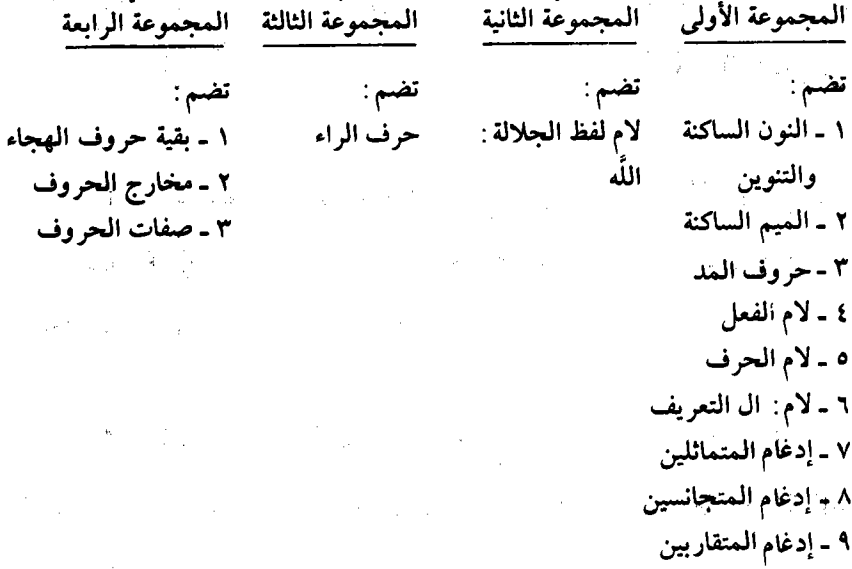 المجموعة الأولى المجموعة الثانية المجموعة الثالثة المجموعة الرابعة
تضم: تضم: تضم: تضم:
١ - النون الساكنة لام لفظ الجلالة: حرف الراء ١ - بقية حروف الهجاء
والتنوين اللَّه ٢ - مخارج الحروف
٢ - الميم الساكنة ٣ - صفات الحروف
٣ - حروف المد
٤ - لام الفعل
٥ - لام الحرف
٦ - لام: ال التعريف
٧ - إدغام المتماثلين
٨ - إدغام المتجانسين
٩ - إدغام المتقاربين